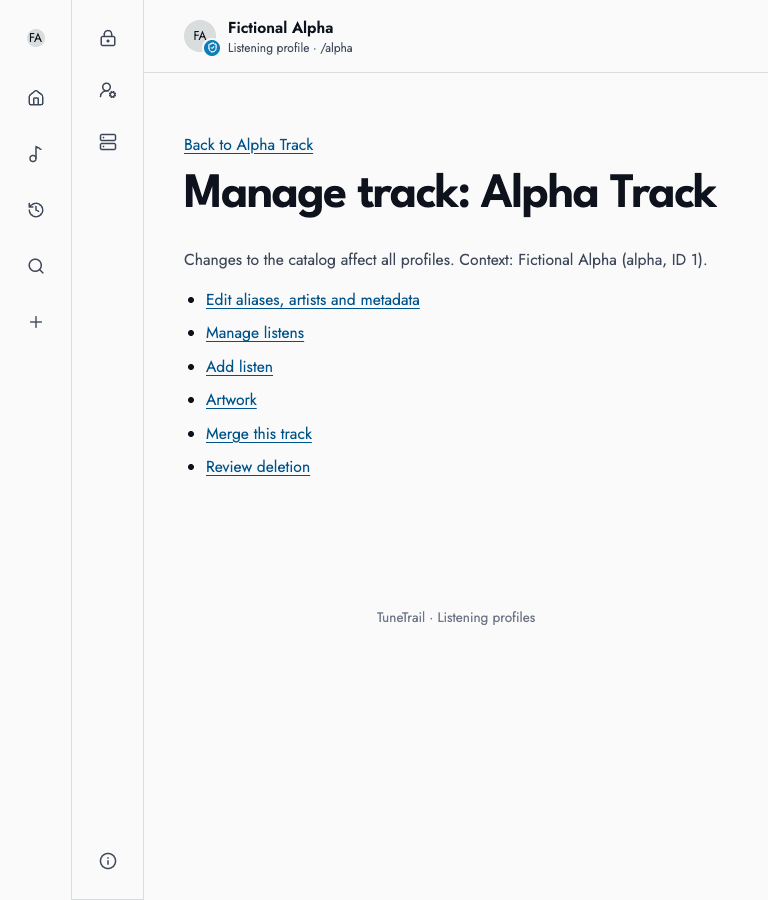 FA
FA
Fictional Alpha
Listening profile · /alpha
Back to Alpha Track
Manage track: Alpha Track
Changes to the catalog affect all profiles. Context: Fictional Alpha (alpha, ID 1).
Edit aliases, artists and metadata
Manage listens
Add listen
Artwork
Merge this track
Review deletion
TuneTrail · Listening profiles